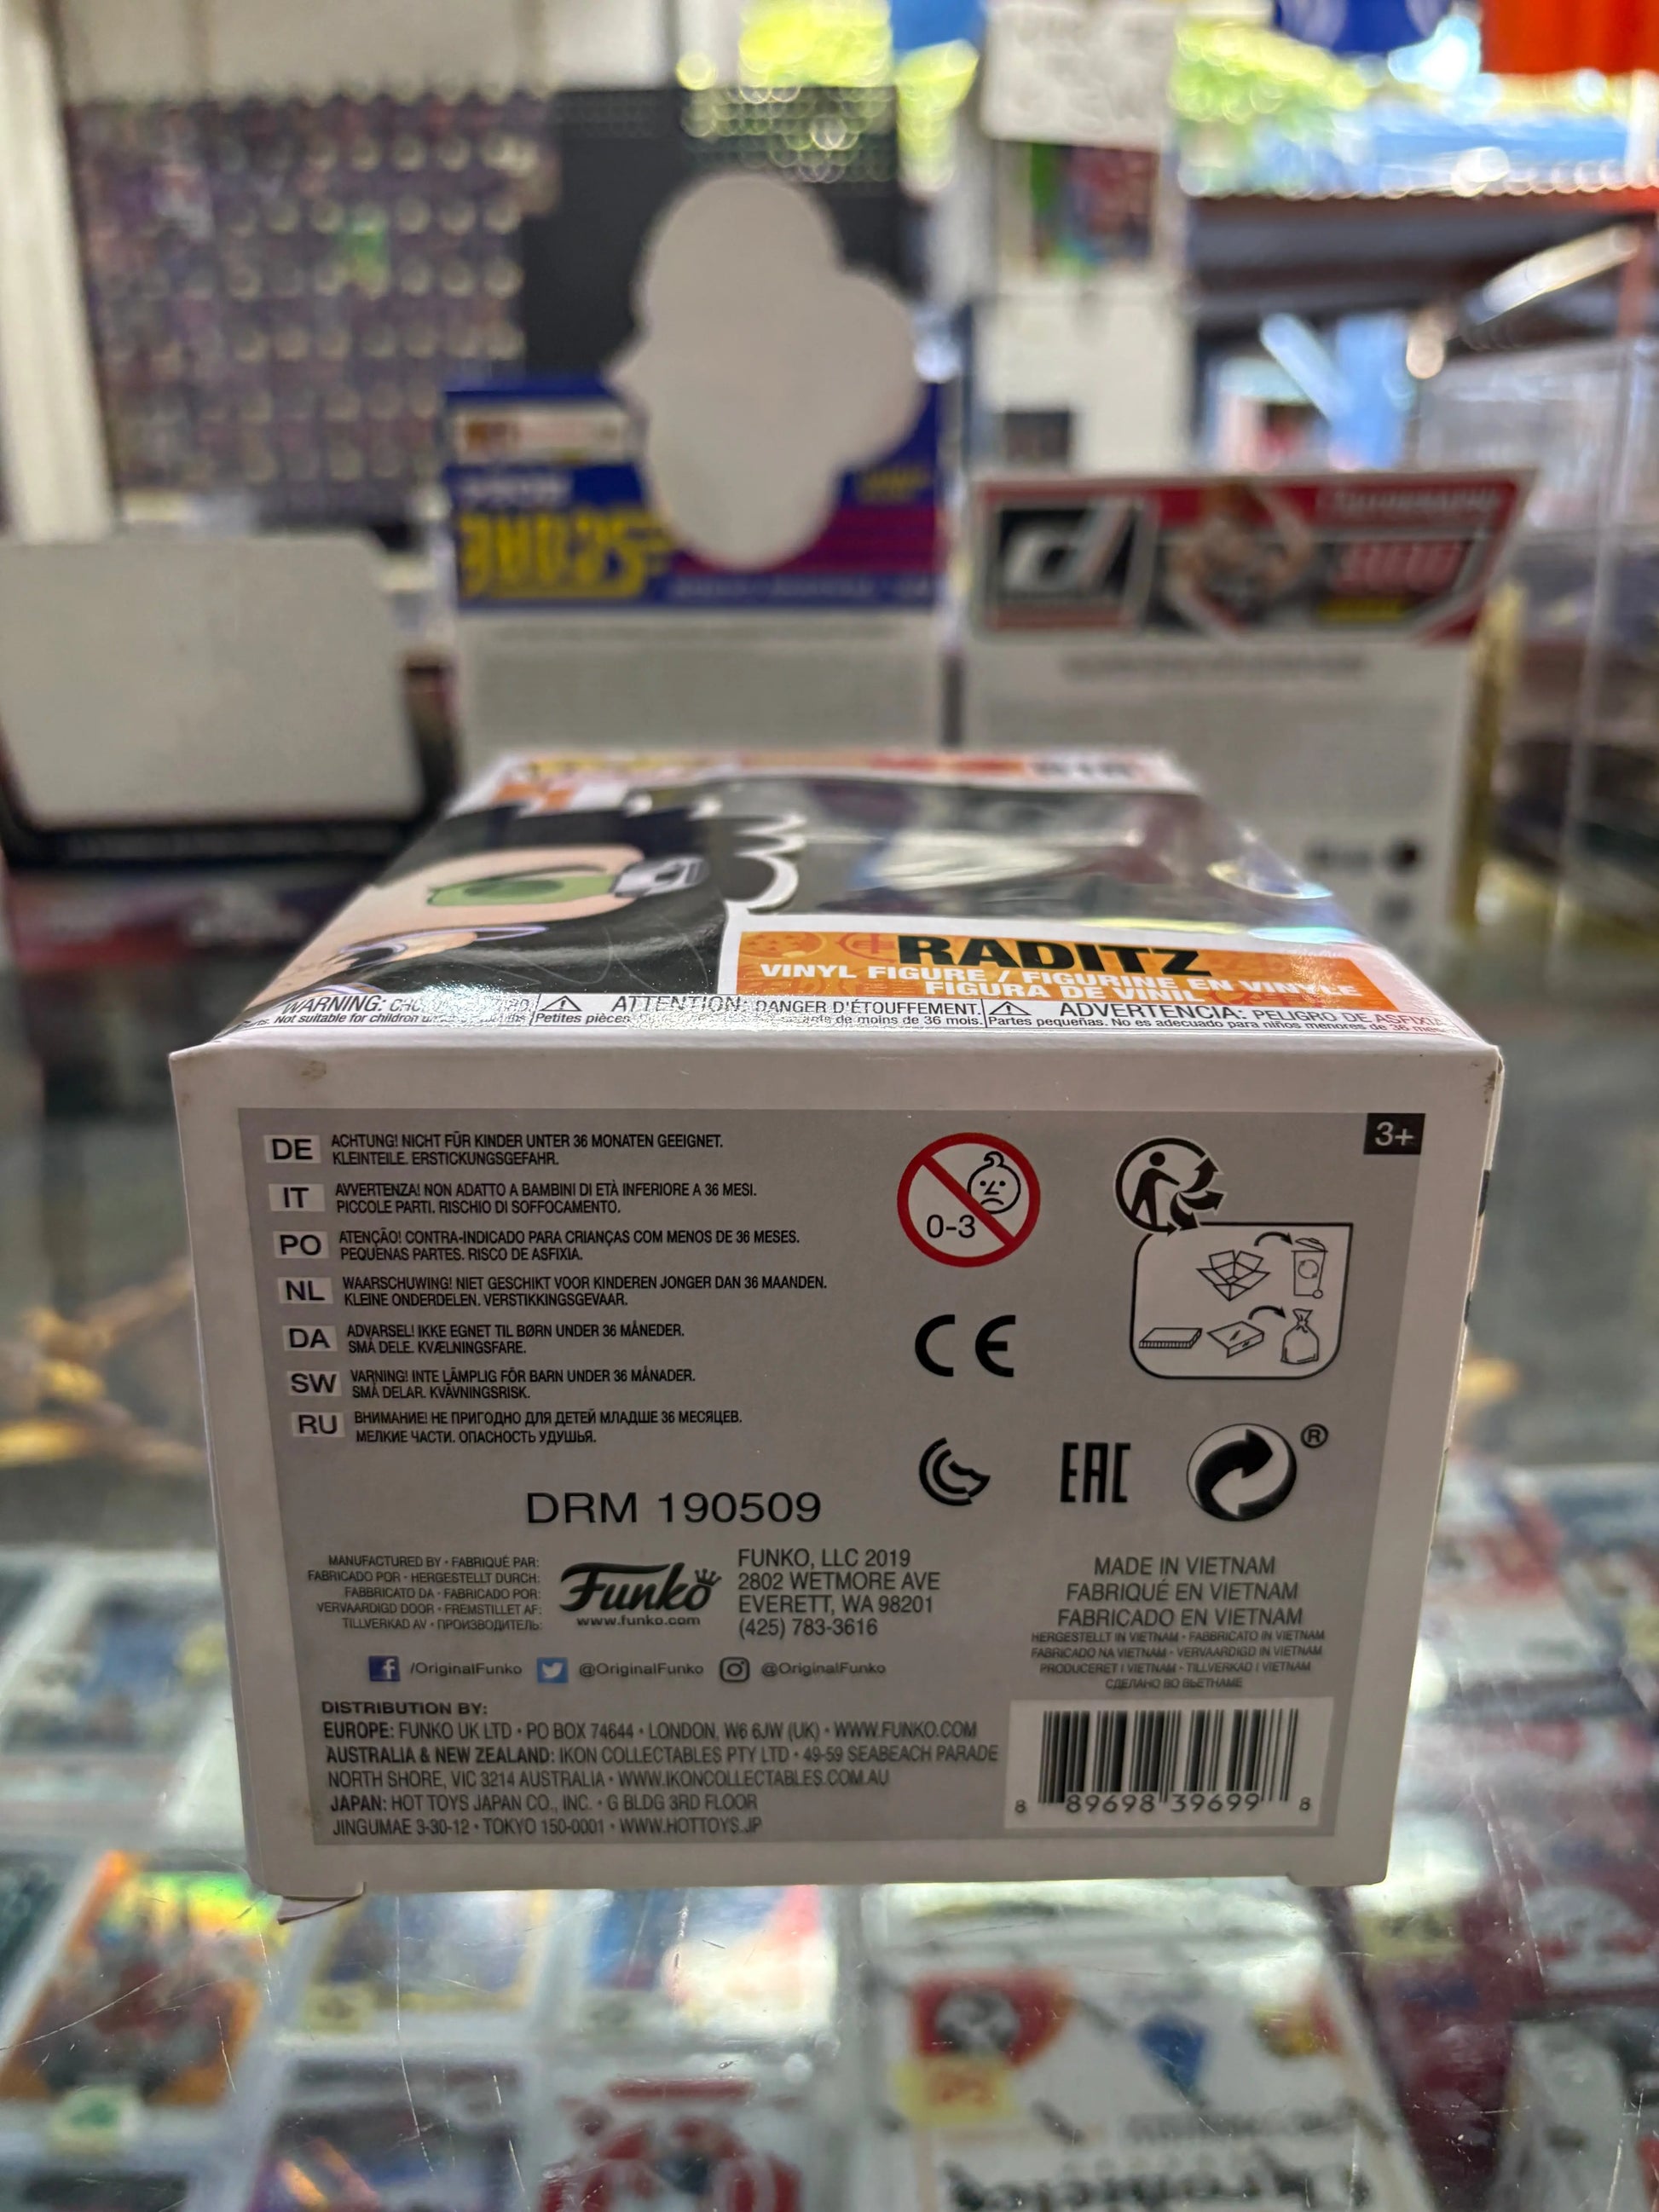 RADITZ
VINYL FIGURE / FIGURINE EN VINYLE
FIGURA DE VINIL
WARNING: ATTENTION: DANGER D'ÉTOUFFEMENT. ADVERTENCIA: PELIGRO DE ASFIXIA
Not suitable for children Petites pièces. de moins de 36 mois. Partes pequeñas. No es adecuado para niños menores de 36
3+
DE ACHTUNG! NICHT FÜR KINDER UNTER 36 MONATEN GEEIGNET.
KLEINTEILE. ERSTICKUNGSGEFAHR.
IT AVVERTENZA! NON ADATTO A BAMBINI DI ETÀ INFERIORE A 36 MESI.
PICCOLE PARTI. RISCHIO DI SOFFOCAMENTO.
PO ATENÇÃO! CONTRA-INDICADO PARA CRIANÇAS COM MENOS DE 36 MESES.
PEQUENAS PARTES. RISCO DE ASFIXIA.
NL WAARSCHUWING! NIET GESCHIKT VOOR KINDEREN JONGER DAN 36 MAANDEN.
KLEINE ONDERDELEN. VERSTIKKINGSGEVAAR.
DA ADVARSEL! IKKE EGNET TIL BØRN UNDER 36 MÅNEDER.
SMÅ DELE. KVÆLNINGSFARE.
SW VARNING! INTE LÄMPLIG FÖR BARN UNDER 36 MÅNADER.
SMÅ DELAR. KVÄVNINGSRISK.
RU ВНИМАНИЕ! НЕ ПРИГОДНО ДЛЯ ДЕТЕЙ МЛАДШЕ 36 МЕСЯЦЕВ.
МЕЛКИЕ ЧАСТИ. ОПАСНОСТЬ УДУШЬЯ.
0-3
CE
EAC
®
DRM 190509
MANUFACTURED BY • FABRIQUÉ PAR:
FABRICADO POR • HERGESTELLT DURCH:
FABBRICATO DA • FABRICADO POR:
VERVAARDIGD DOOR • FREMSTILLET AF:
TILLVERKAD AV • ПРОИЗВОДИТЕЛЬ:
Funko
www.funko.com
FUNKO, LLC 2019
2802 WETMORE AVE
EVERETT, WA 98201
(425) 783-3616
MADE IN VIETNAM
FABRIQUÉ EN VIETNAM
FABRICADO EN VIETNAM
HERGESTELLT IN VIETNAM • FABBRICATO IN VIETNAM
FABRICADO NA VIETNAM • VERVAARDIGD IN VIETNAM
PRODUCERET I VIETNAM • TILLVERKAD I VIETNAM
СДЕЛАНО ВО ВЬЕТНАМЕ
f /OriginalFunko @OriginalFunko @OriginalFunko
DISTRIBUTION BY:
EUROPE: FUNKO UK LTD • PO BOX 74644 • LONDON, W6 6JW (UK) • WWW.FUNKO.COM
AUSTRALIA & NEW ZEALAND: IKON COLLECTABLES PTY LTD • 49-59 SEABEACH PARADE
NORTH SHORE, VIC 3214 AUSTRALIA • WWW.IKONCOLLECTABLES.COM.AU
JAPAN: HOT TOYS JAPAN CO., INC. • G BLDG 3RD FLOOR
JINGUMAE 3-30-12 • TOKYO 150-0001 • WWW.HOTTOYS.JP
8 89698 39699 8